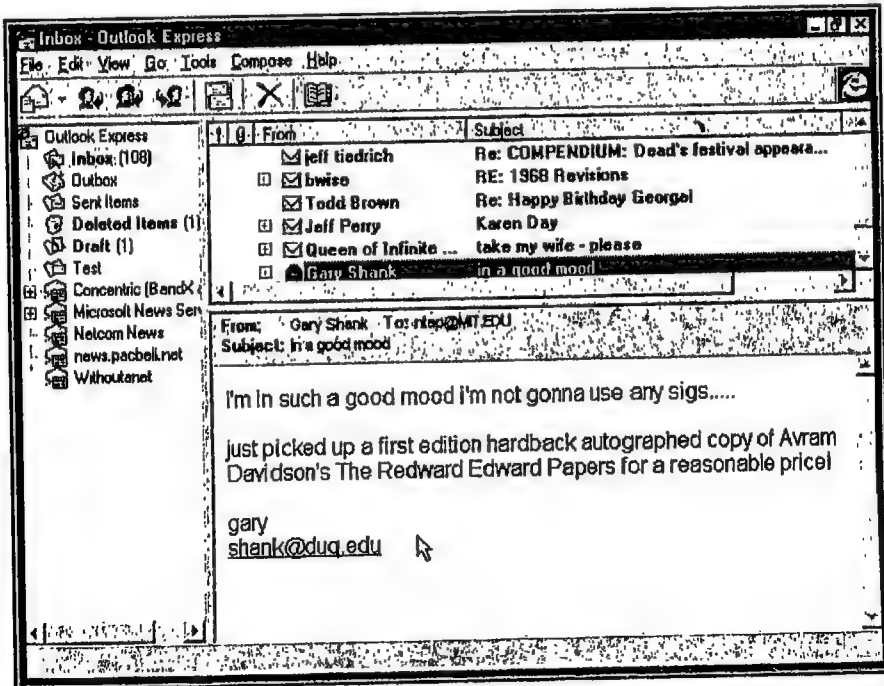 Inbox - Outlook Express
File Edit View Go Tools Compose Help
Outlook Express
Inbox (108)
Outbox
Sent Items
Deleted Items (1)
Draft (1)
Test
Concentric (BandX
Microsoft News Serv
Netcom News
news.pacbell.net
Withoutanet
! From Subject
jeff tiedrich Re: COMPENDIUM: Dead's festival appeara...
bwise RE: 1968 Revisions
Todd Brown Re: Happy Birthday George!
Jeff Perry Karen Day
Queen of Infinite ... take my wife - please
Gary Shank in a good mood
From: Gary Shank To: ntap@MIT.EDU
Subject: in a good mood
I'm in such a good mood i'm not gonna use any sigs.....
just picked up a first edition hardback autographed copy of Avram
Davidson's The Redward Edward Papers for a reasonable price!
gary
shank@duq.edu